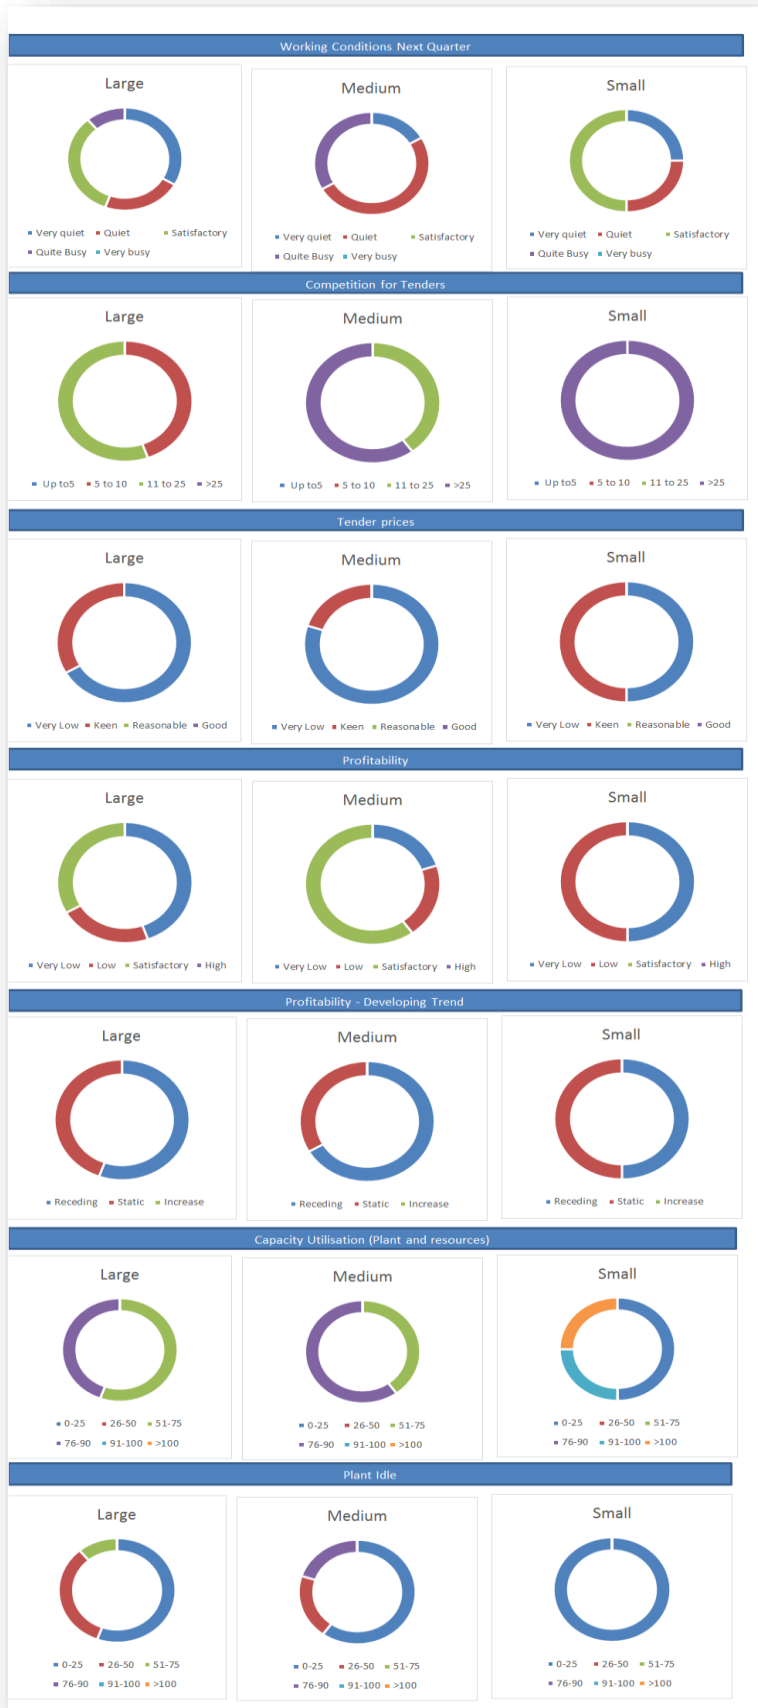 Working Conditions Next Quarter
Large
Medium
Small
Very quiet Quiet Satisfactory
Quite Busy Very busy
Very quiet Quiet Satisfactory
Quite Busy Very busy
Very quiet Quiet Satisfactory
Quite Busy Very busy
Competition for Tenders
Large
Medium
Small
Up to5 5 to 10 11 to 25 >25
Up to5 5 to 10 11 to 25 >25
Up to5 5 to 10 11 to 25 >25
Tender prices
Large
Medium
Small
Very Low Keen Reasonable Good
Very Low Keen Reasonable Good
Very Low Keen Reasonable Good
Profitability
Large
Medium
Small
Very Low Low Satisfactory High
Very Low Low Satisfactory High
Very Low Low Satisfactory High
Profitability - Developing Trend
Large
Medium
Small
Receding Static Increase
Receding Static Increase
Receding Static Increase
Capacity Utilisation (Plant and resources)
Large
Medium
Small
0-25 26-50 51-75
76-90 91-100 >100
0-25 26-50 51-75
76-90 91-100 >100
0-25 26-50 51-75
76-90 91-100 >100
Plant Idle
Large
Medium
Small
0-25 26-50 51-75
76-90 91-100 >100
0-25 26-50 51-75
76-90 91-100 >100
0-25 26-50 51-75
76-90 91-100 >100